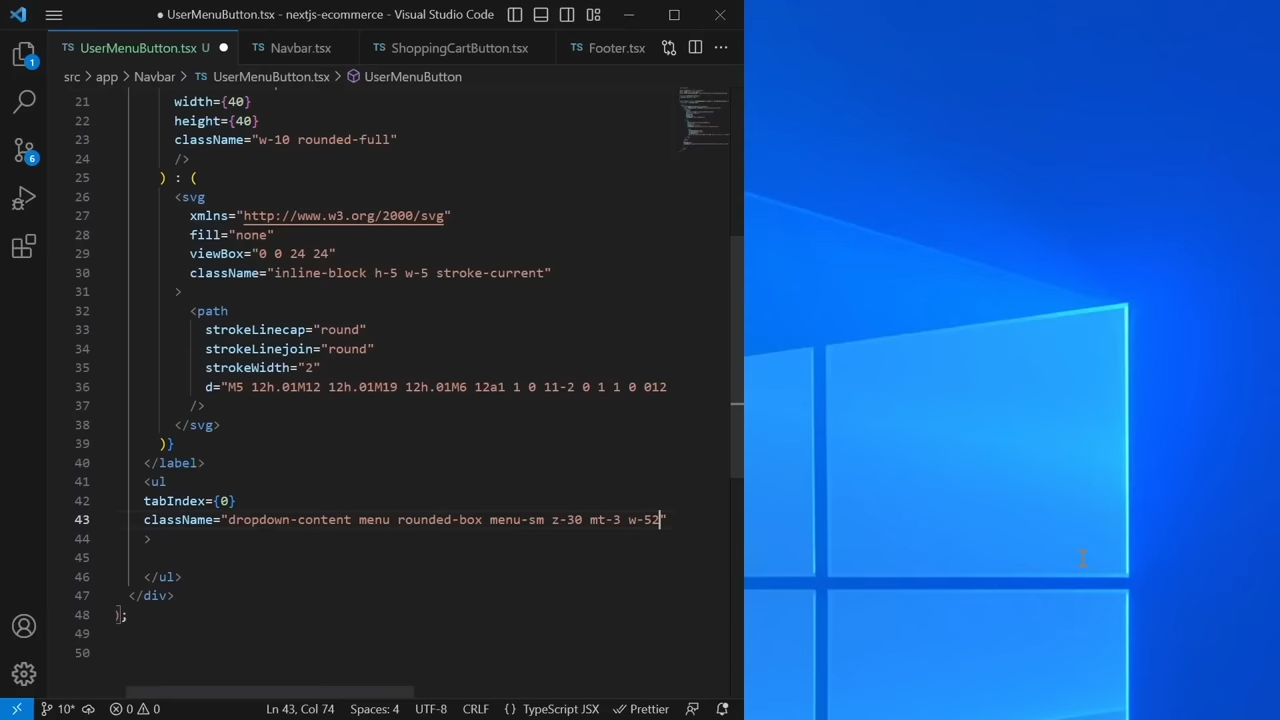 ● UserMenuButton.tsx - nextjs-ecommerce - Visual Studio Code
TS UserMenuButton.tsx U ●
TS Navbar.tsx
TS ShoppingCartButton.tsx
TS Footer.tsx
src > app > Navbar > TS UserMenuButton.tsx > UserMenuButton
21 width={40}
22 height={40}
23 className="w-10 rounded-full"
24 />
25 ) : (
26 <svg
27 xmlns="http://www.w3.org/2000/svg"
28 fill="none"
29 viewBox="0 0 24 24"
30 className="inline-block h-5 w-5 stroke-current"
31 >
32 <path
33 strokeLinecap="round"
34 strokeLinejoin="round"
35 strokeWidth="2"
36 d="M5 12h.01M12 12h.01M19 12h.01M6 12a1 1 0 11-2 0 1 1 0 012
37 />
38 </svg>
39 )}
40 </label>
41 <ul
42 tabIndex={0}
43 className="dropdown-content menu rounded-box menu-sm z-30 mt-3 w-52"
44 >
45
46 </ul>
47 </div>
48 );
49
50
1
6
10* 0 0 Ln 43, Col 74 Spaces: 4 UTF-8 CRLF {} TypeScript JSX Prettier